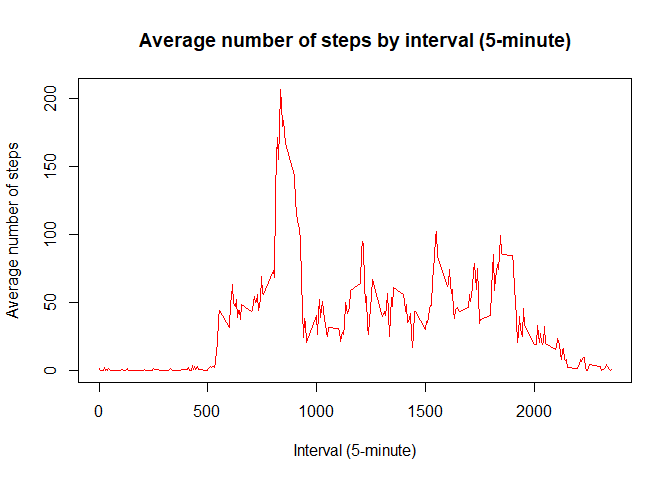 Average number of steps by interval (5-minute)
Average number of steps
200
150
100
50
0
0 500 1000 1500 2000
Interval (5-minute)